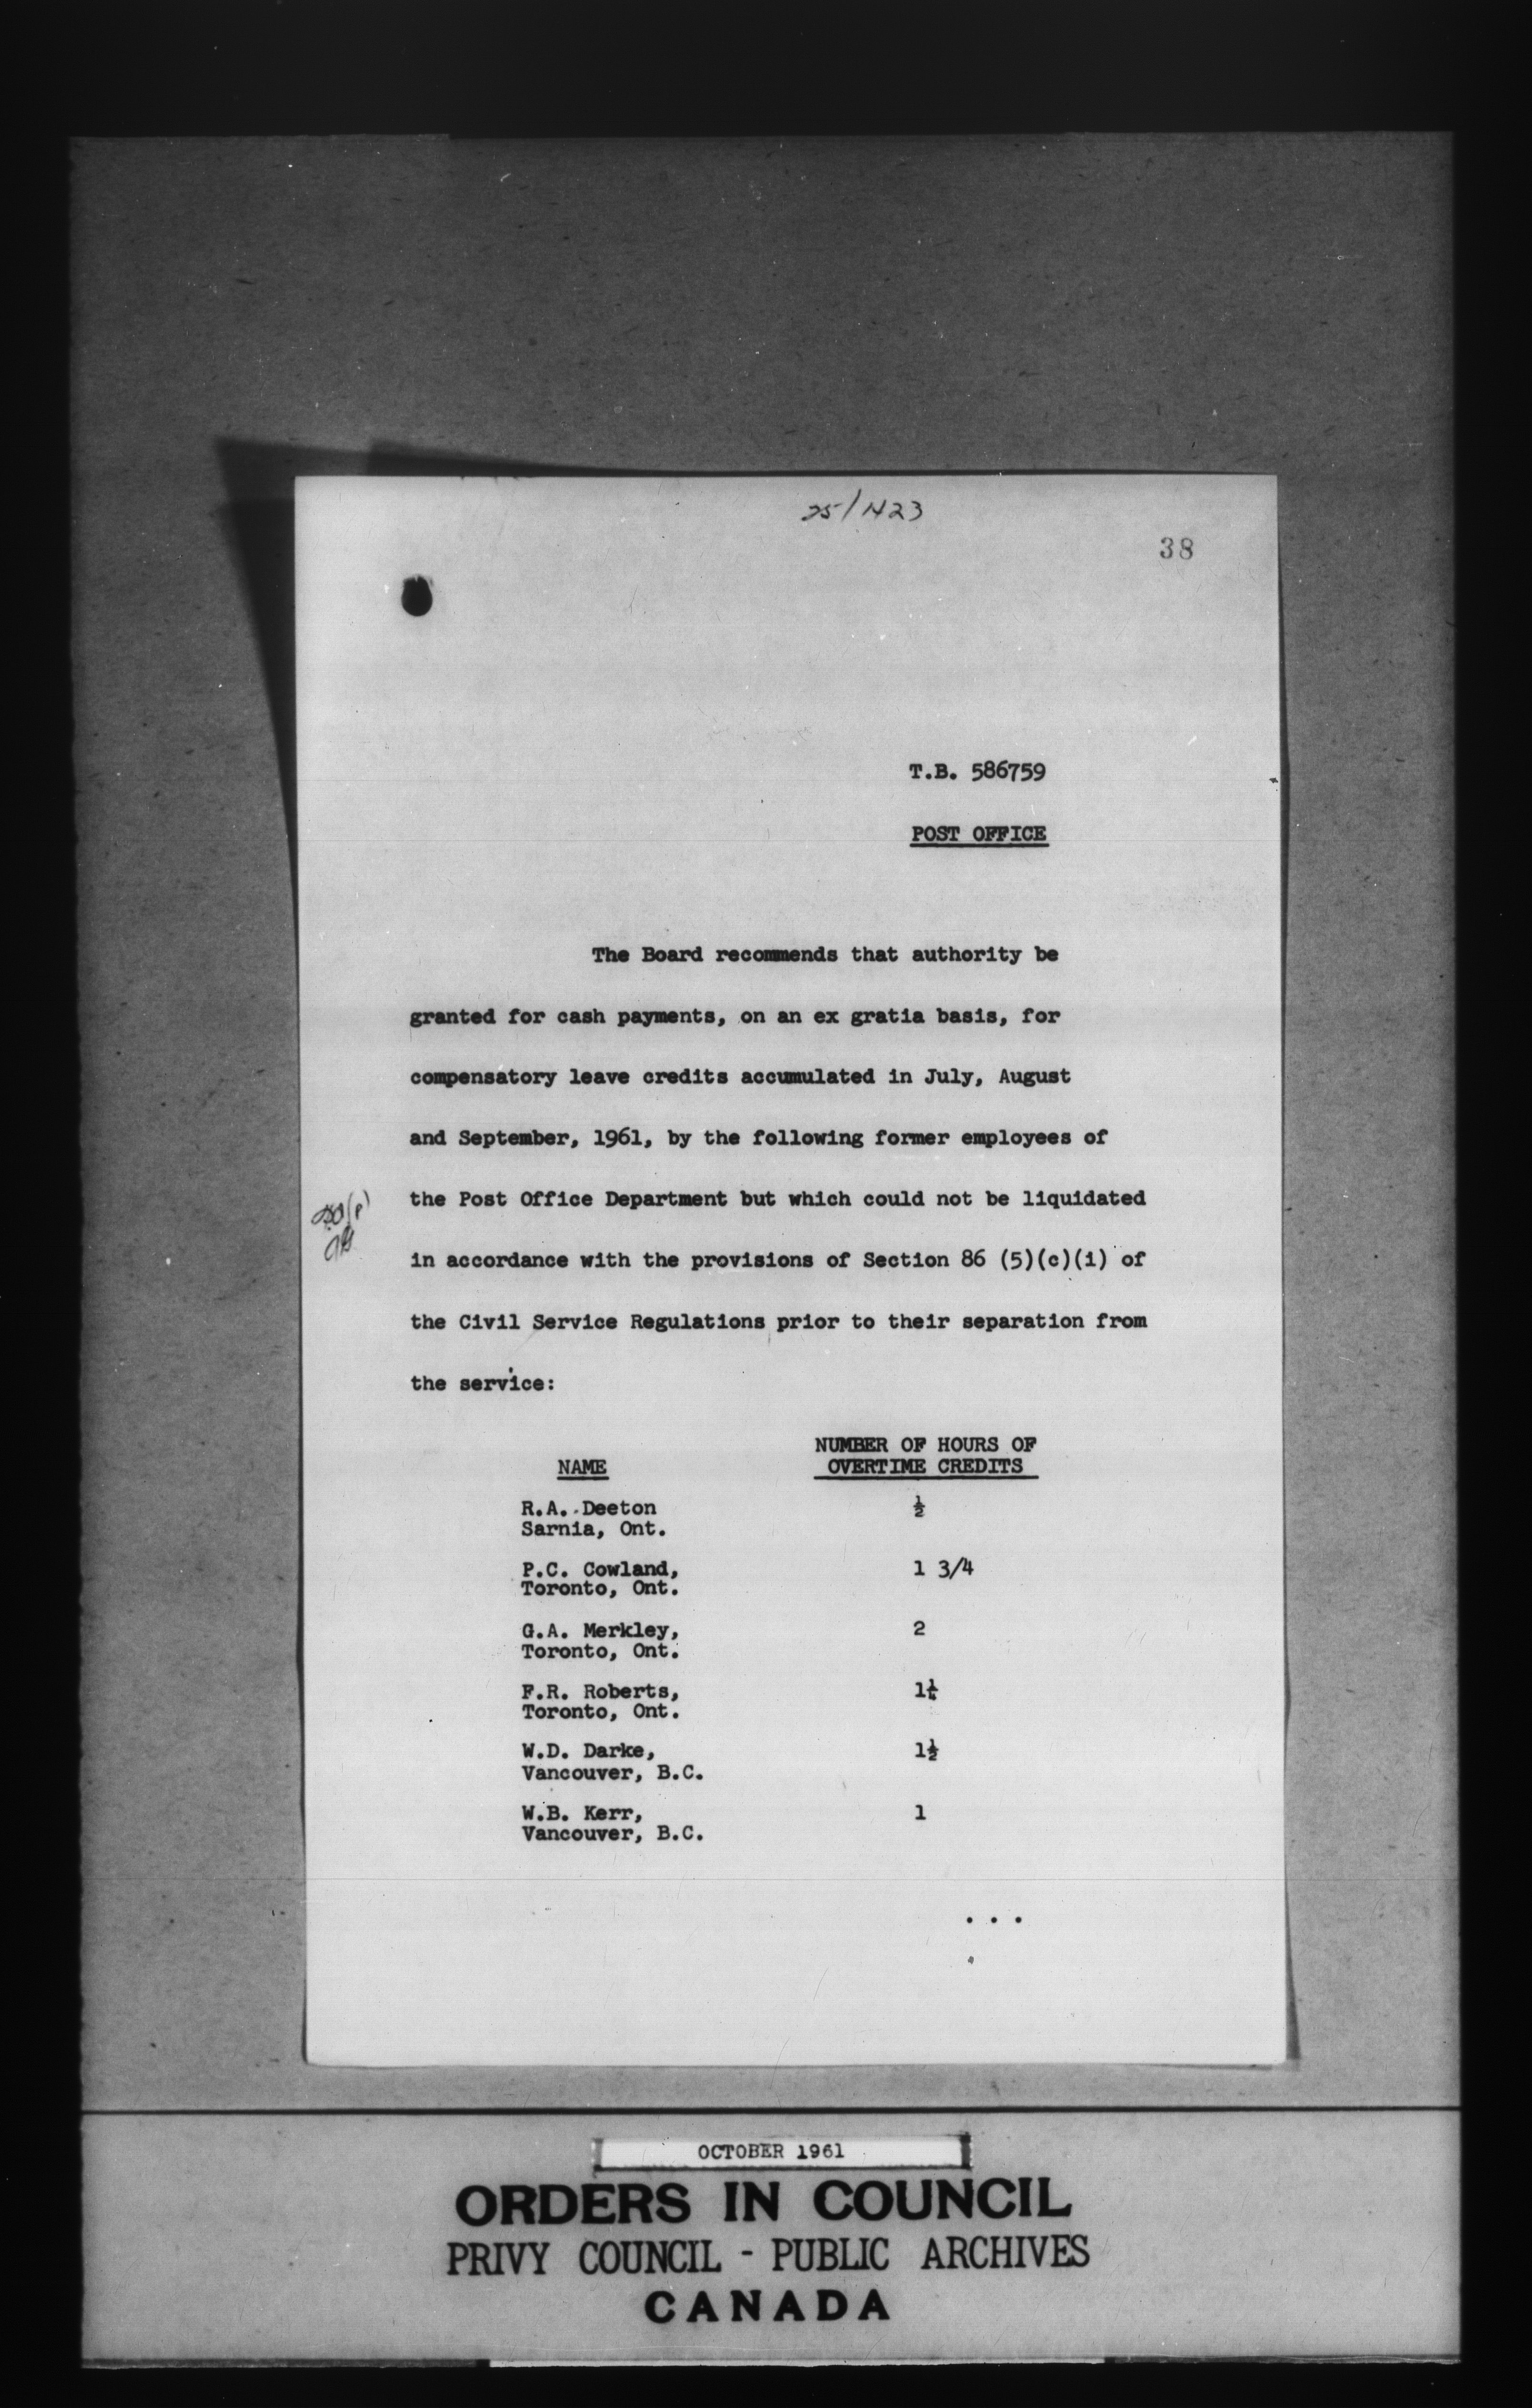 25/1423
38
T.B. 586759
POST OFFICE
The Board recommends that authority be
granted for cash payments, on an ex gratia basis, for
compensatory leave credits accumulated in July, August
and September, 1961, by the following former employees of
the Post Office Department but which could not be liquidated
in accordance with the provisions of Section 86 (5)(c)(i) of
the Civil Service Regulations prior to their separation from
the service:
NAME
NUMBER OF HOURS OF
OVERTIME CREDITS
R.A. Deeton ½
Sarnia, Ont.
P.C. Cowland, 1 3/4
Toronto, Ont.
G.A. Merkley, 2
Toronto, Ont.
F.R. Roberts, 1¼
Toronto, Ont.
W.D. Darke, 1½
Vancouver, B.C.
W.B. Kerr, 1
Vancouver, B.C.
. . .
OCTOBER 1961
ORDERS IN COUNCIL
PRIVY COUNCIL - PUBLIC ARCHIVES
CANADA